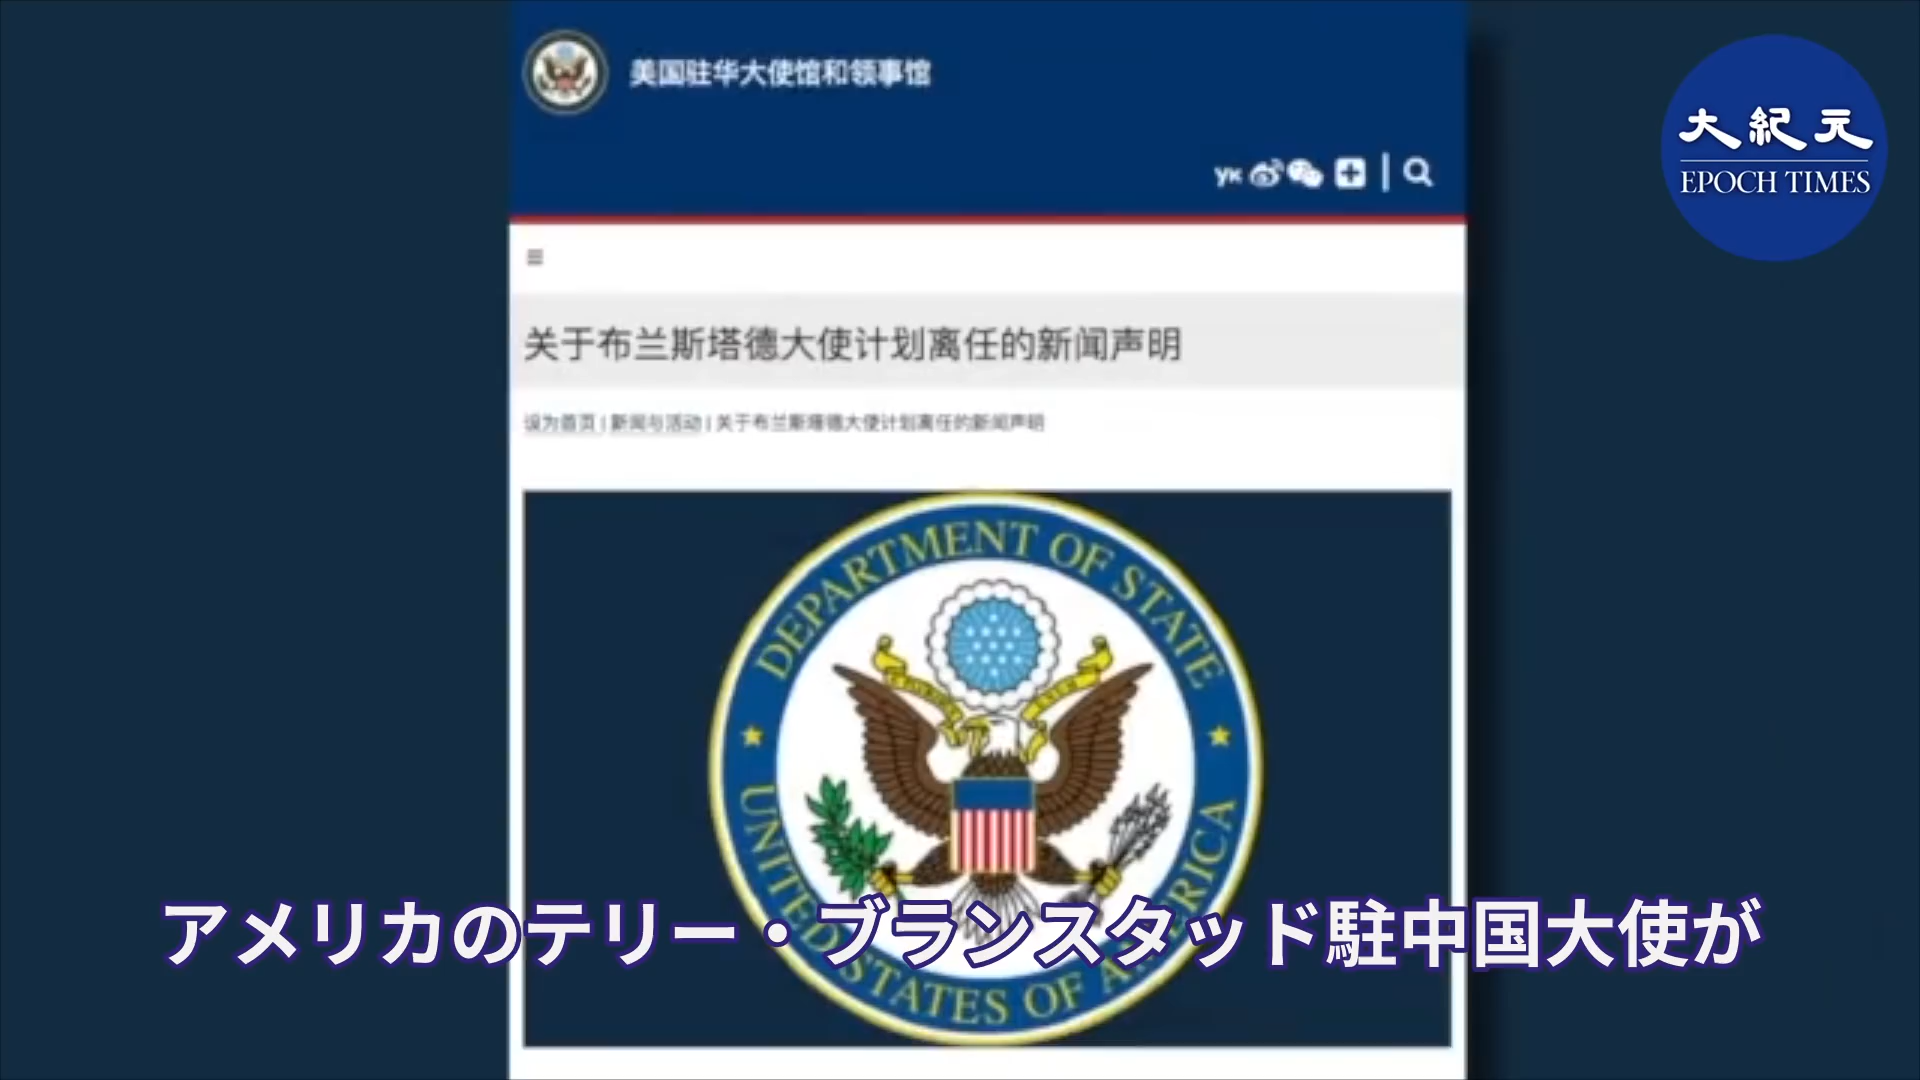 美国驻华大使馆和领事馆
大紀元
EPOCH TIMES
ук
关于布兰斯塔德大使计划离任的新闻声明
设为首页 | 新闻与活动 | 关于布兰斯塔德大使计划离任的新闻声明
DEPARTMENT OF STATE
UNITED STATES OF AMERICA
アメリカのテリー・ブランスタッド駐中国大使が